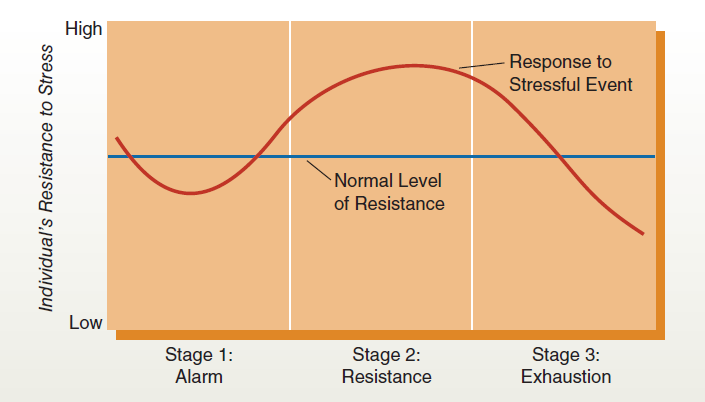 High
Individual's Resistance to Stress
Response to
Stressful Event
Normal Level
of Resistance
Low
Stage 1:
Alarm
Stage 2:
Resistance
Stage 3:
Exhaustion